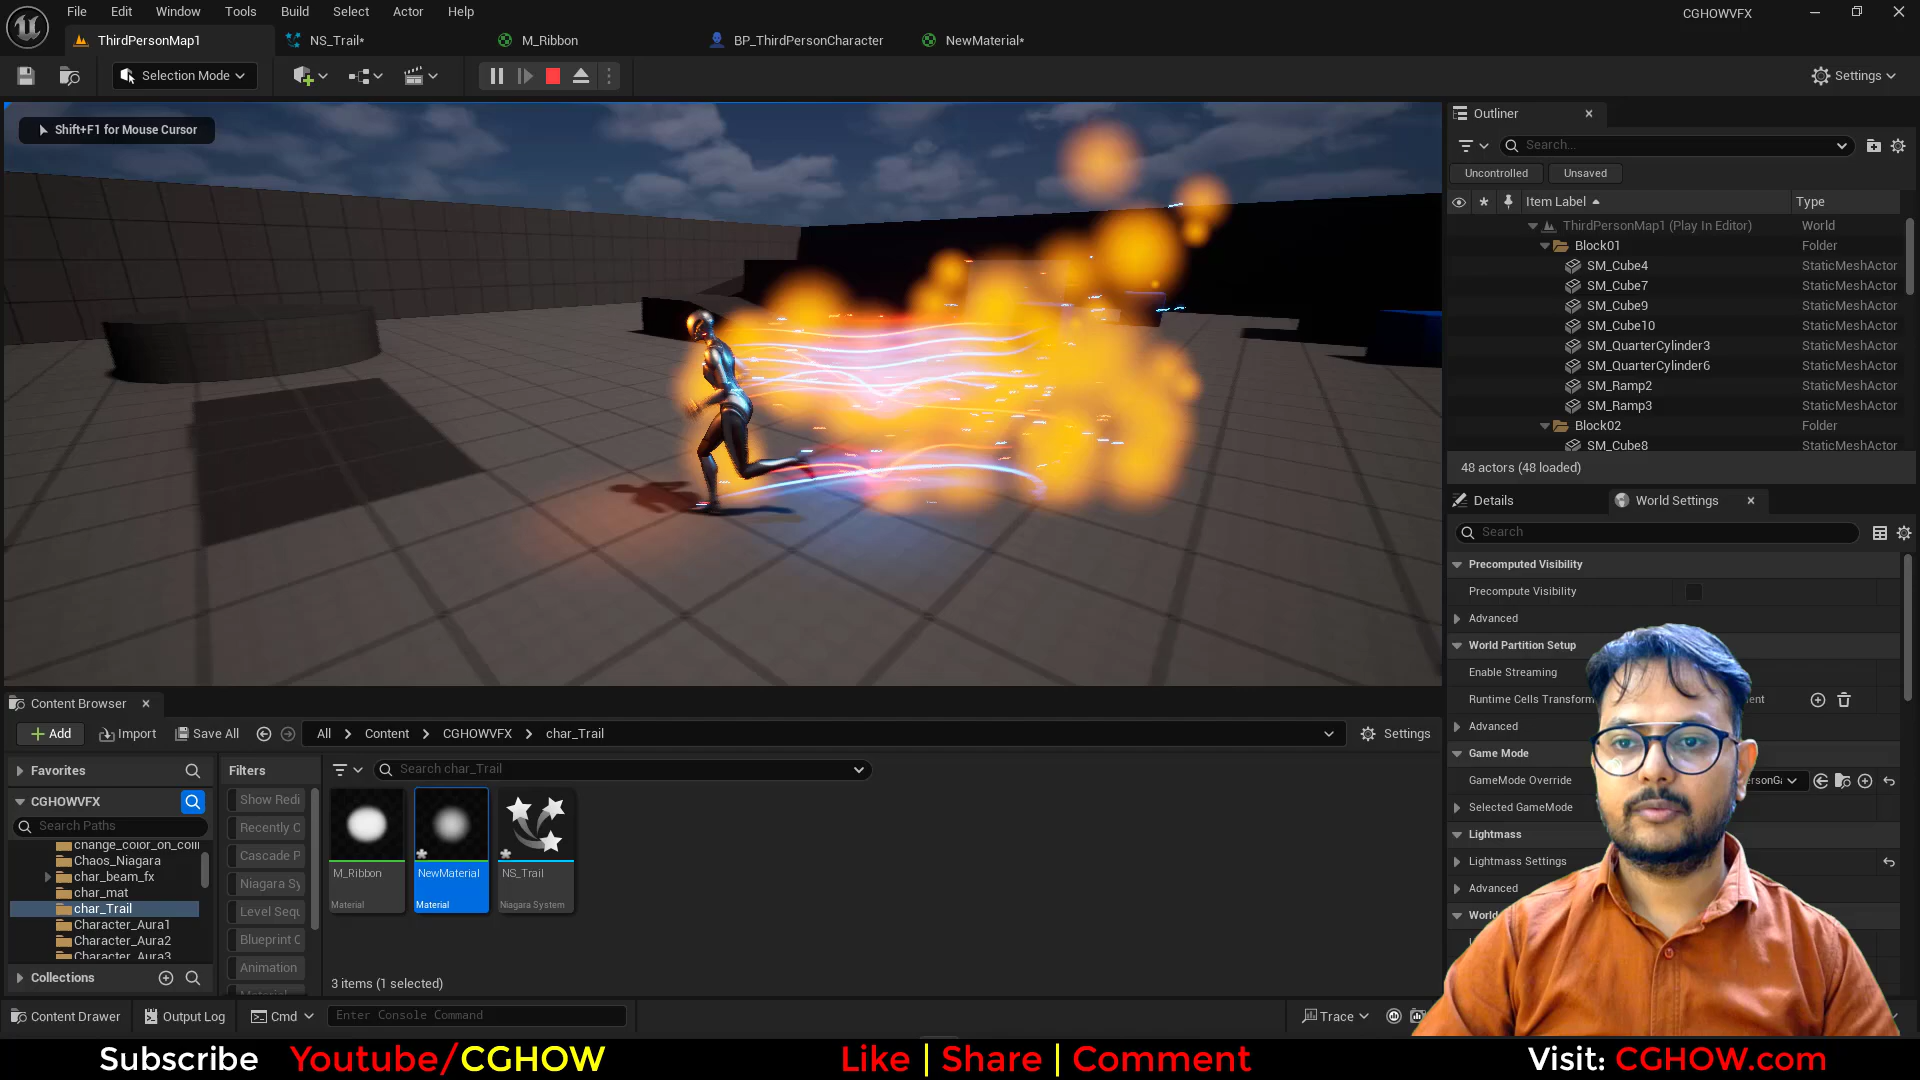 File Edit Window Tools Build Select Actor Help
CGHOWVFX
ThirdPersonMap1
NS_Trail*
M_Ribbon
BP_ThirdPersonCharacter
NewMaterial*
Selection Mode
Settings
Shift+F1 for Mouse Cursor
Outliner
Search...
Uncontrolled
Unsaved
Item Label
Type
ThirdPersonMap1 (Play In Editor) World
Block01 Folder
SM_Cube4 StaticMeshActor
SM_Cube7 StaticMeshActor
SM_Cube9 StaticMeshActor
SM_Cube10 StaticMeshActor
SM_QuarterCylinder3 StaticMeshActor
SM_QuarterCylinder6 StaticMeshActor
SM_Ramp2 StaticMeshActor
SM_Ramp3 StaticMeshActor
Block02 Folder
SM_Cube8 StaticMeshActor
48 actors (48 loaded)
Details
World Settings
Search
Precomputed Visibility
Precompute Visibility
Advanced
World Partition Setup
Enable Streaming
Runtime Cells Transform
Advanced
Game Mode
GameMode Override
Selected GameMode
Lightmass
Lightmass Settings
Advanced
World
Content Browser
Add
Import
Save All
All > Content > CGHOWVFX > char_Trail
Settings
Favorites
Filters
Search char_Trail
CGHOWVFX
Search Paths
change_color_on_colli
Chaos_Niagara
char_beam_fx
char_mat
char_Trail
Character_Aura1
Character_Aura2
Character_Aura3
Collections
Show Redi
Recently C
Cascade P
Niagara Sy
Level Sequ
Blueprint C
Animation
M_Ribbon
Material
NewMaterial
Material
NS_Trail
Niagara System
3 items (1 selected)
Content Drawer
Output Log
Cmd
Enter Console Command
Trace
Subscribe Youtube/CGHOW
Like | Share | Comment
Visit: CGHOW.com